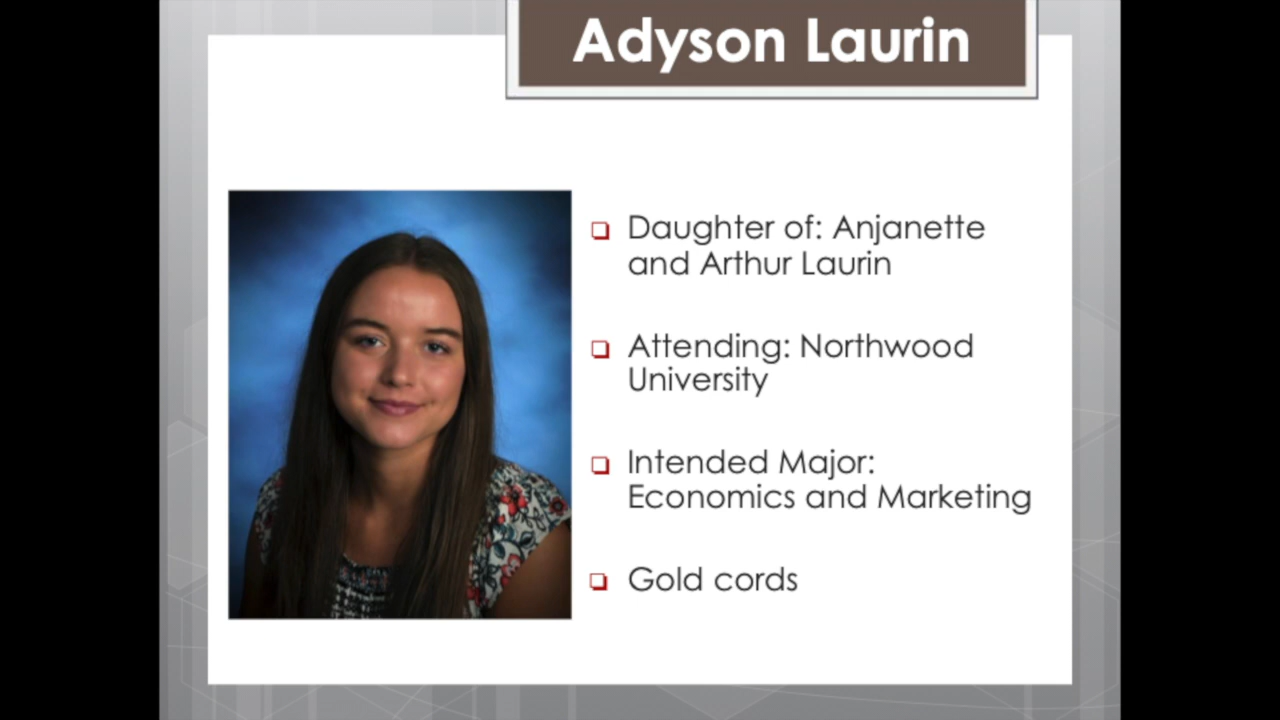 Adyson Laurin
Daughter of: Anjanette
and Arthur Laurin
Attending: Northwood
University
Intended Major:
Economics and Marketing
Gold cords